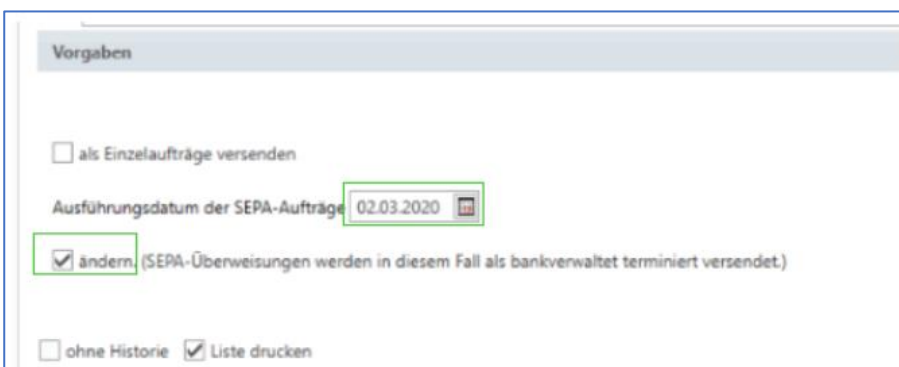 Vorgaben
als Einzelaufträge versenden
Ausführungsdatum der SEPA-Aufträge 02.03.2020
ändern. (SEPA-Überweisungen werden in diesem Fall als bankverwaltet terminiert versendet.)
ohne Historie Liste drucken